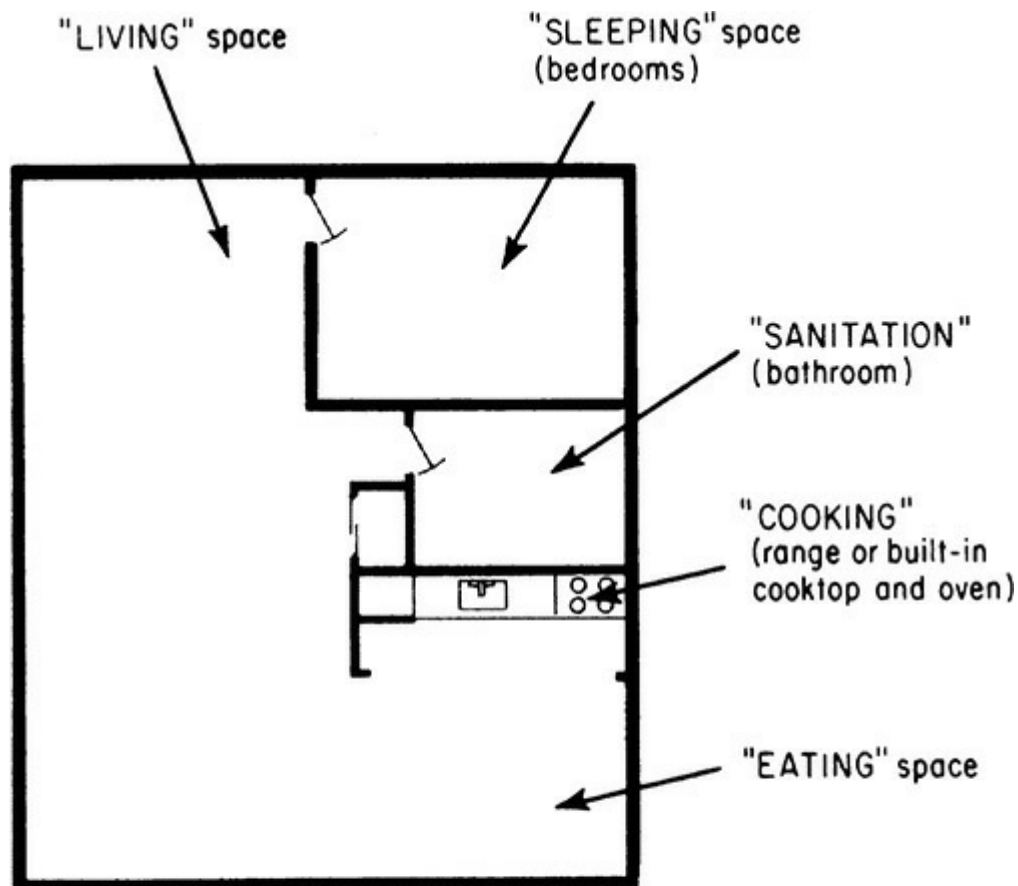 "LIVING" space
"SLEEPING" space
(bedrooms)
"SANITATION"
(bathroom)
"COOKING"
(range or built-in
cooktop and oven)
"EATING" space